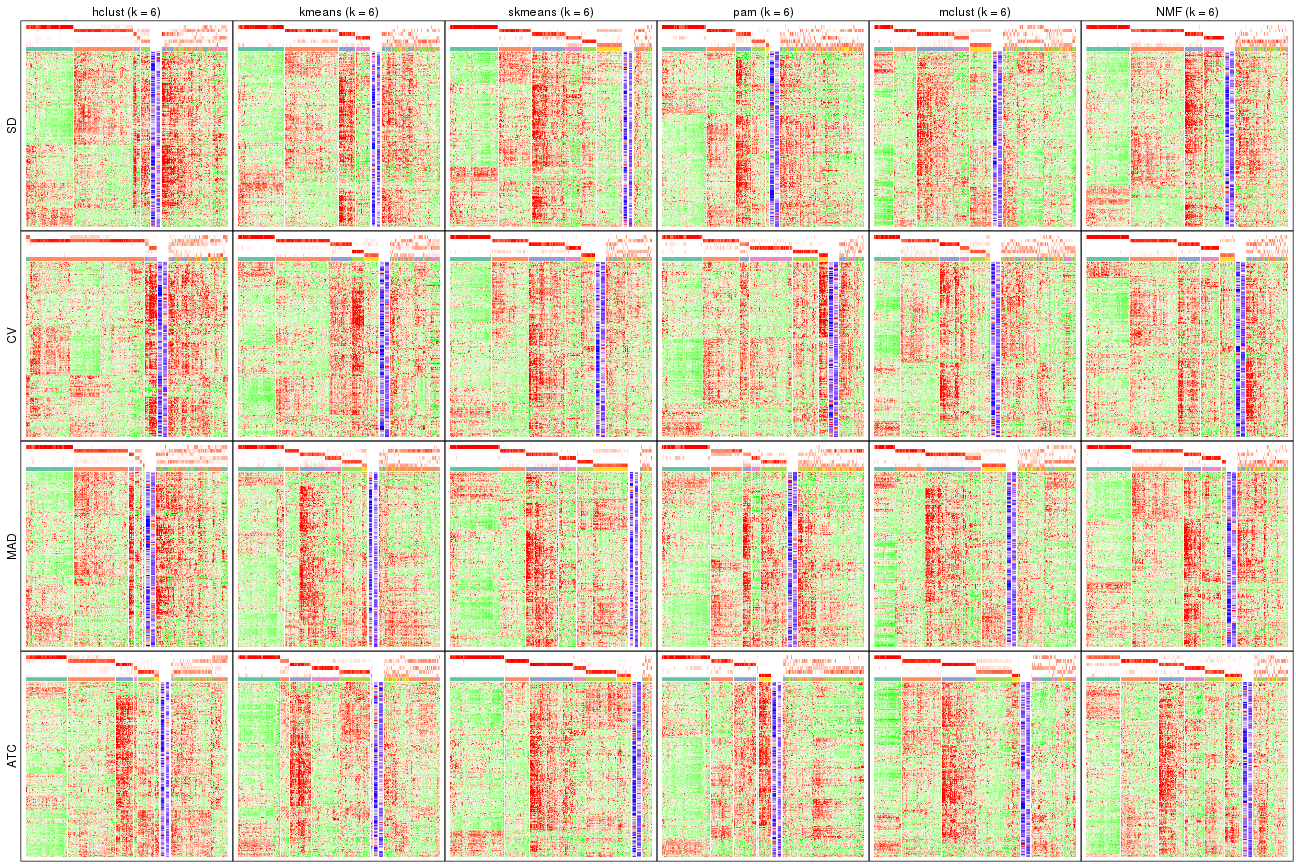 hclust (k = 6) kmeans (k = 6) skmeans (k = 6) pam (k = 6) mclust (k = 6) NMF (k = 6)
SD
CV
MAD
ATC